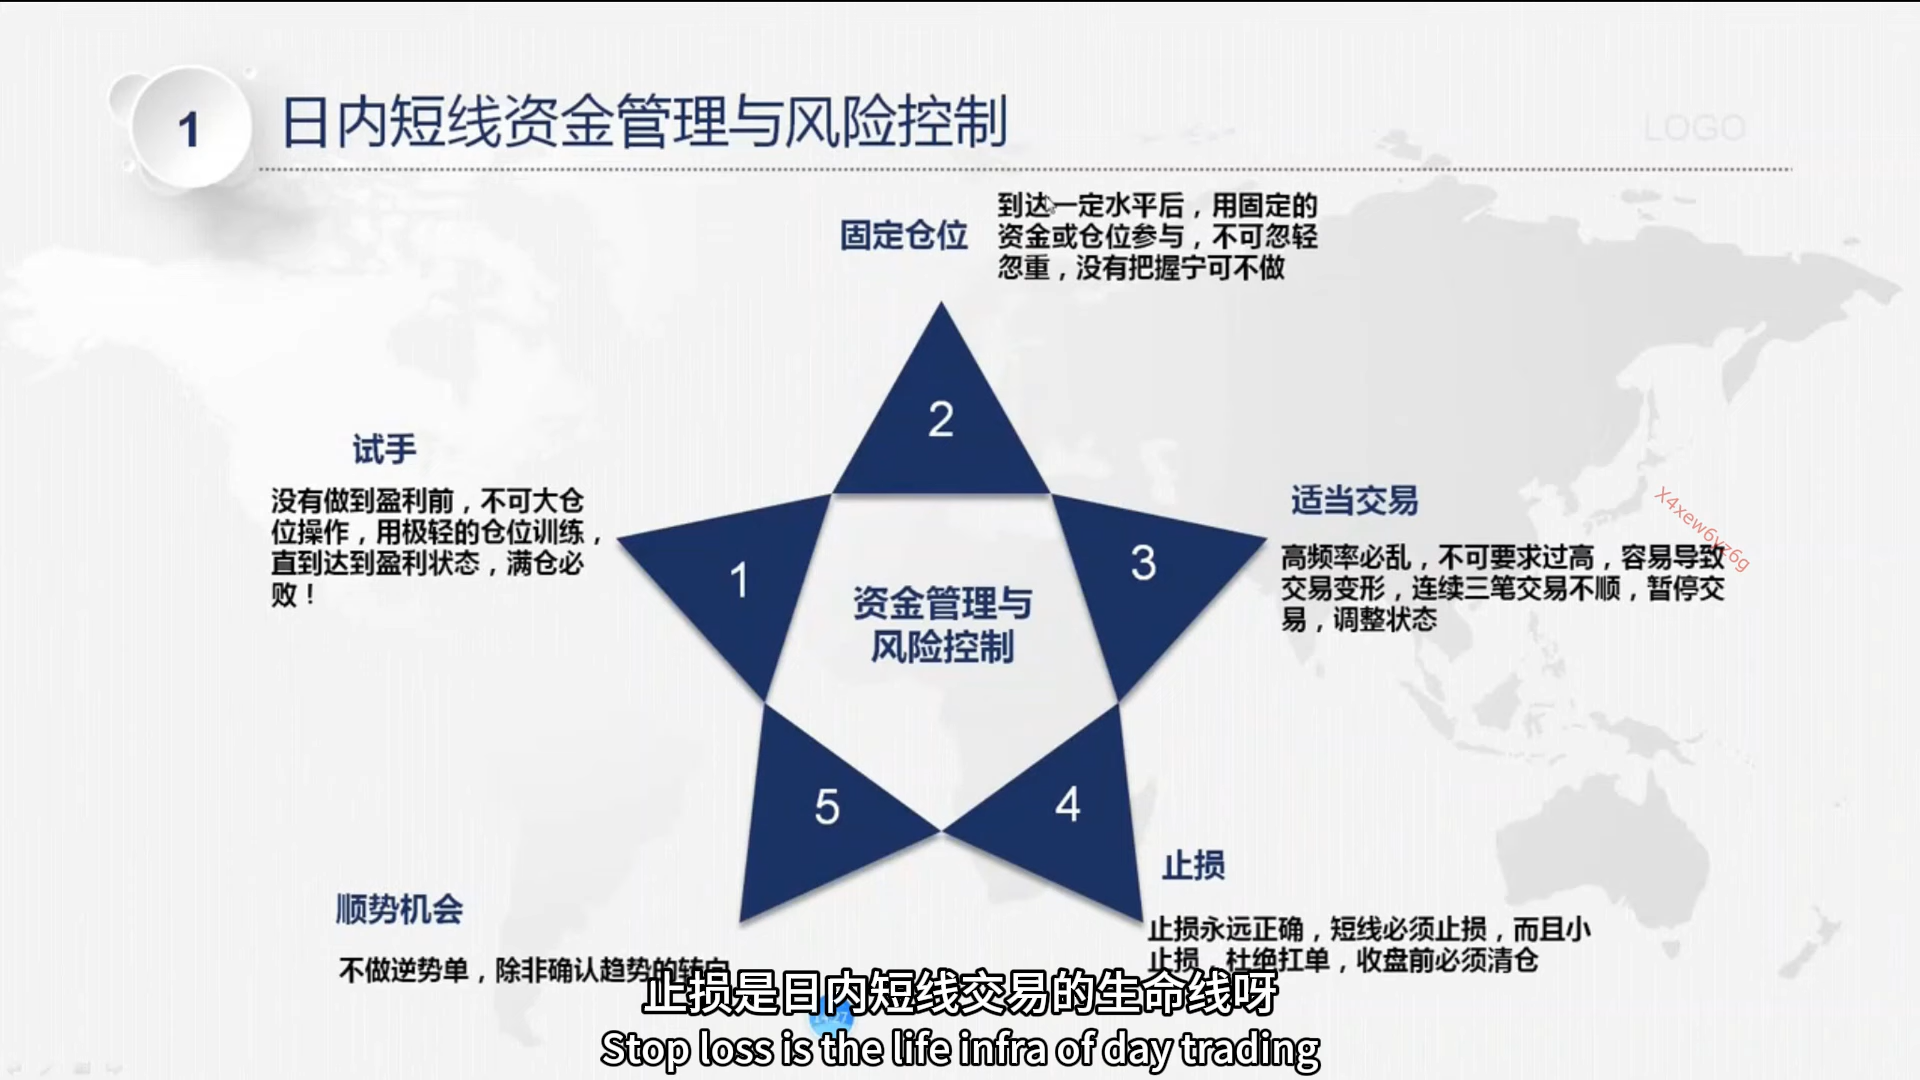 1
日内短线资金管理与风险控制
LOGO
固定仓位
到达一定水平后，用固定的
资金或仓位参与，不可忽轻
忽重，没有把握宁可不做
2
试手
没有做到盈利前，不可大仓
位操作，用极轻的仓位训练，
直到达到盈利状态，满仓必
败！
1
适当交易
高频率必乱，不可要求过高，容易导致
交易变形，连续三笔交易不顺，暂停交
易，调整状态
3
X4xew6yz6g
资金管理与
风险控制
5
4
止损
止损永远正确，短线必须止损，而且小
止损，杜绝扛单，收盘前必须清仓
顺势机会
不做逆势单，除非确认趋势的转向
止损是日内短线交易的生命线呀
Stop loss is the life infra of day trading